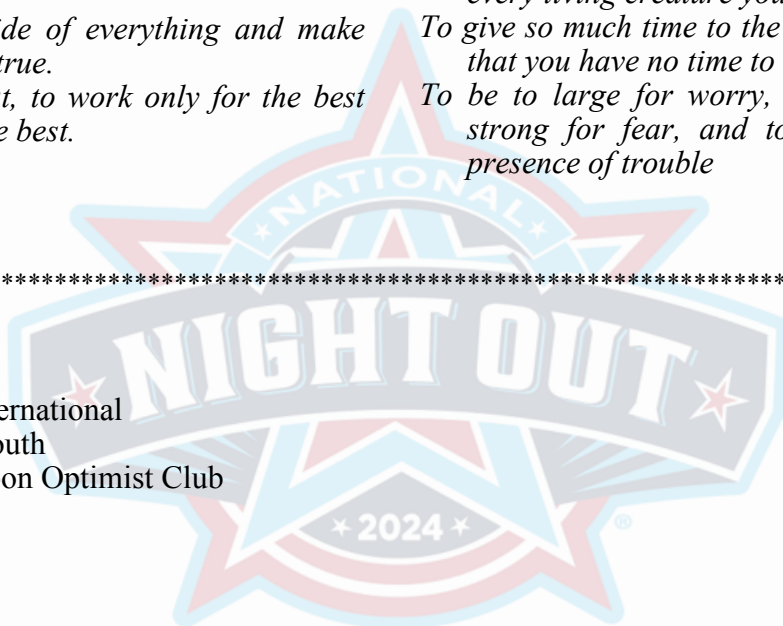 ide of everything and make
true.
t, to work only for the best
e best.
every living creature you
To give so much time to the
that you have no time to
To be to large for worry,
strong for fear, and to
presence of trouble
NATIONAL
****************************************************************************
NIGHT OUT
ernational
outh
on Optimist Club
2024
®